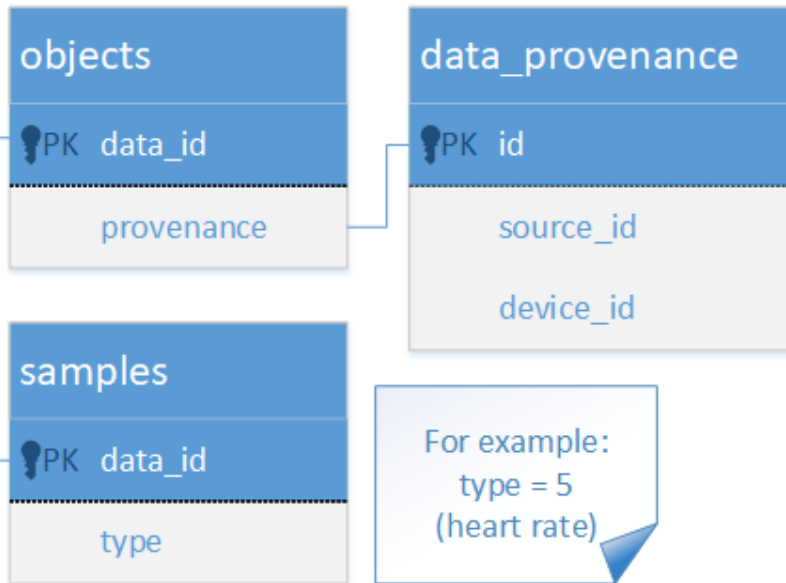 objects
PK data_id
provenance
data_provenance
PK id
source_id
device_id
samples
PK data_id
type
For example:
type = 5
(heart rate)